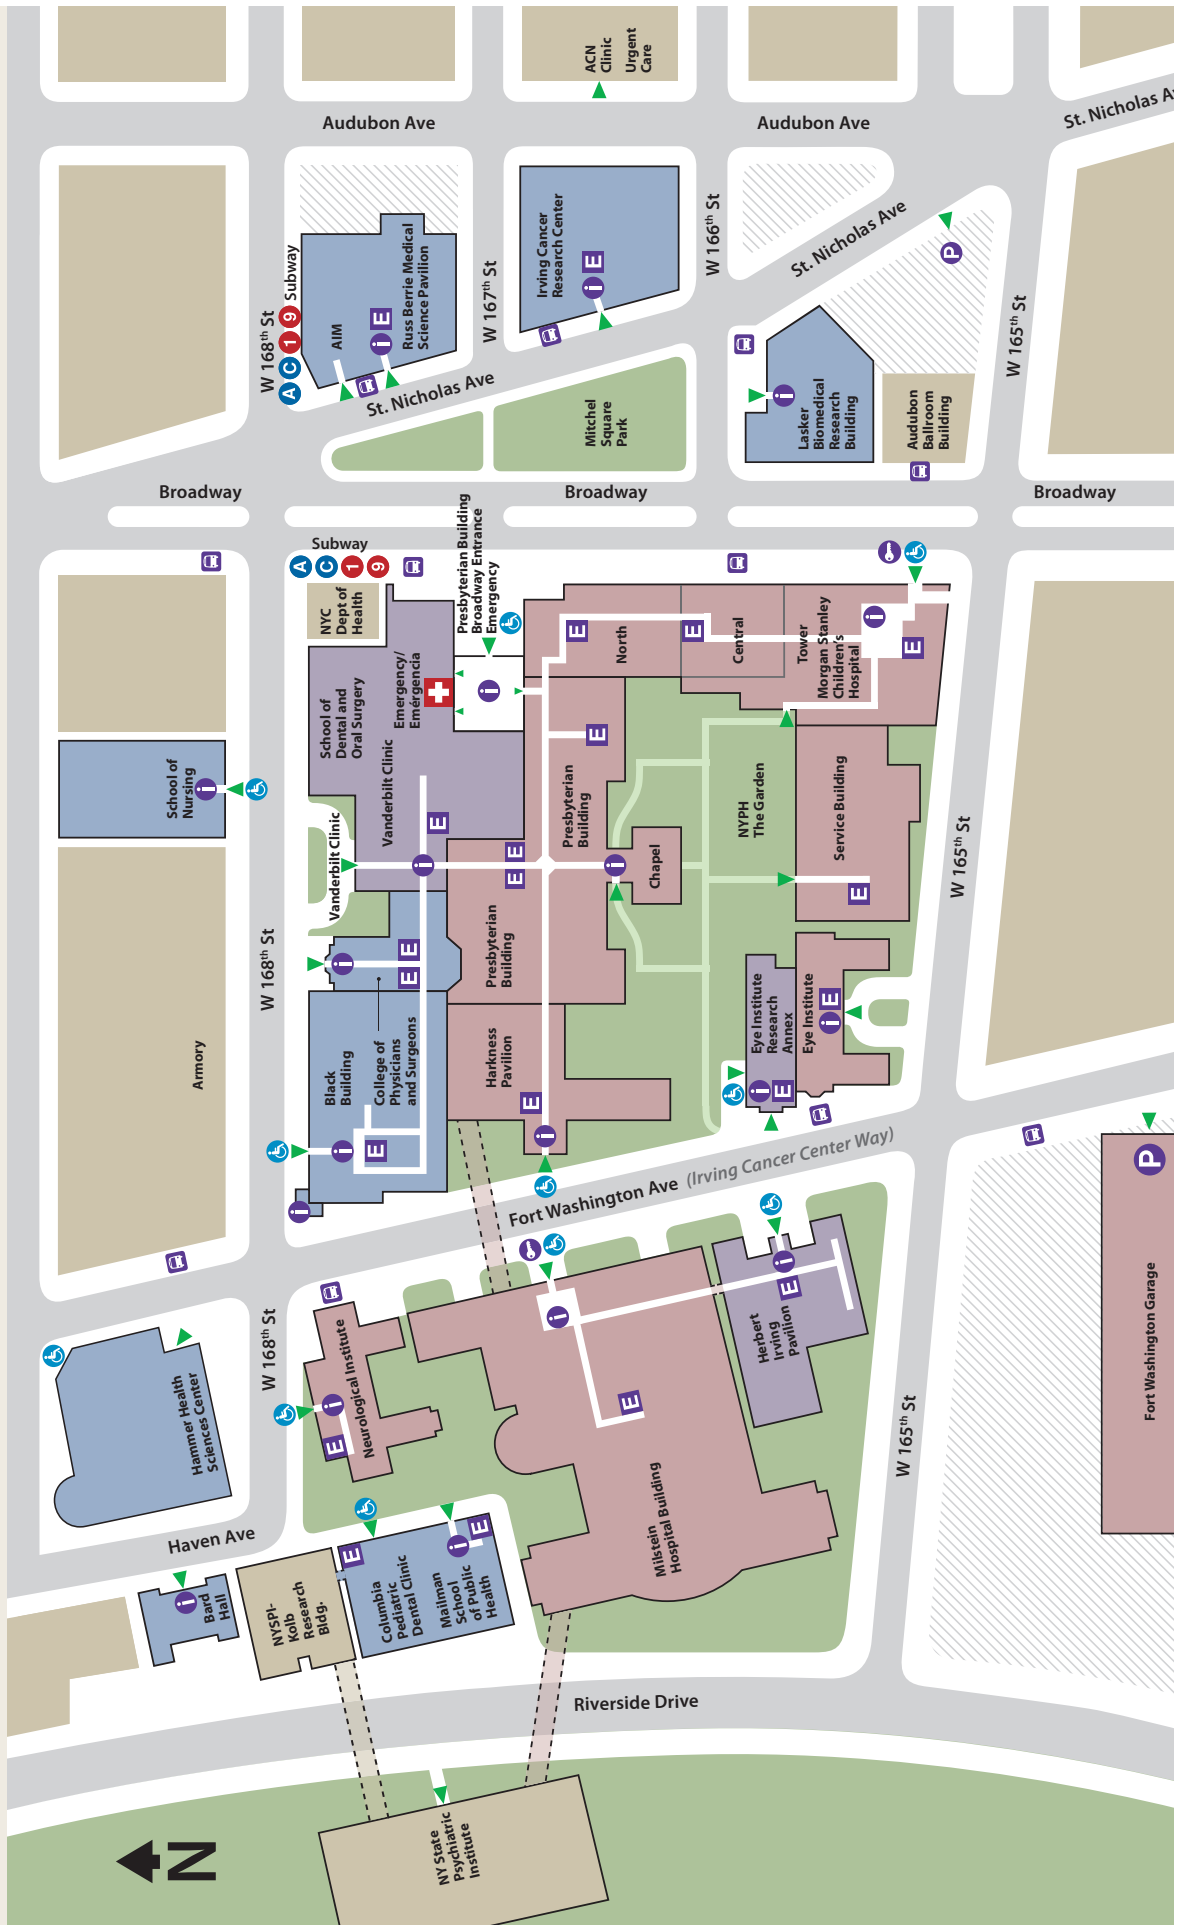 ACN
Clinic
Urgent
Care
Audubon Ave
Audubon Ave
St. Nicholas A
W 168th St
A C 1 9 Subway
AIM
Russ Berrie Medical
Science Pavilion
i E
W 167th St
Irving Cancer
Research Center
i E
W 166th St
St. Nicholas Ave
P
W 165th St
St. Nicholas Ave
Mitchel
Square
Park
i
Lasker
Biomedical
Research
Building
Audubon
Ballroom
Building
Broadway
Broadway
Broadway
Subway
A C 1 9
NYC
Dept of
Health
Presbyterian Building
Broadway Entrance
Emergency
School of
Dental and
Oral Surgery
Emergency/
Emérgencia
i
E
North
E
Central
Tower
Morgan Stanley
Children's
Hospital
i
E
School of
Nursing
i
Vanderbilt Clinic
Vanderbilt Clinic
E
i
E
Presbyterian
Building
E
E
i
Chapel
NYPH
The Garden
Service Building
E
W 165th St
W 168th St
Armory
i
E
E
Presbyterian
Building
Black
Building
College of
Physicians
and Surgeons
i
E
i
Harkness
Pavilion
E
i
Eye Institute
Research
Annex
i E
Eye Institute
i E
Fort Washington Ave (Irving Cancer Center Way)
P
Fort Washington Garage
W 168th St
Hammer Health
Sciences Center
Neurological Institute
i
E
i
E
Milstein
Hospital Building
Herbert
Irving
Pavilion
i
E
W 165th St
Haven Ave
Bard
Hall
i
NYSPI-
Kolb
Research
Bldg.
E
Columbia
Pediatric
Dental Clinic
Mailman
School
of Public
Health
i
E
Riverside Drive
NY State
Psychiatric
Institute
N